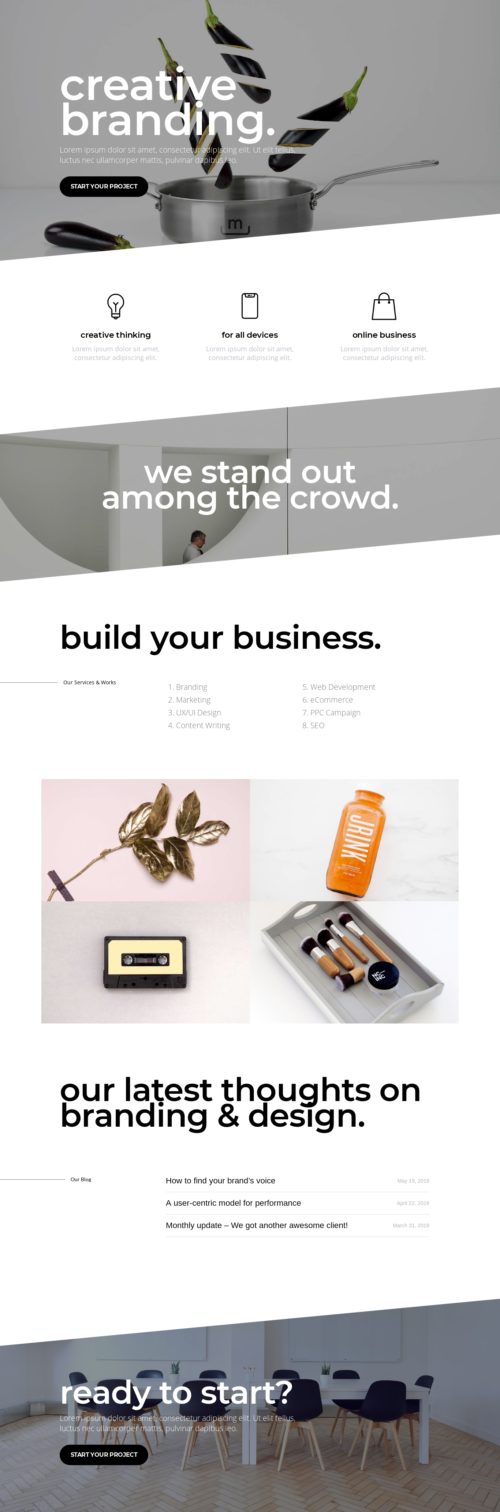 creative
branding.
Lorem ipsum dolor sit amet, consectetur adipiscing elit. Ut elit tellus,
luctus nec ullamcorper mattis, pulvinar dapibus leo.
START YOUR PROJECT
m
creative thinking
for all devices
online business
Lorem ipsum dolor sit amet,
consectetur adipiscing elit.
Lorem ipsum dolor sit amet,
consectetur adipiscing elit.
Lorem ipsum dolor sit amet,
consectetur adipiscing elit.
we stand out
among the crowd.
build your business.
Our Services & Works
1. Branding
2. Marketing
3. UX/UI Design
4. Content Writing
5. Web Development
6. eCommerce
7. PPC Campaign
8. SEO
JRINK
our latest thoughts on
branding & design.
Our Blog
How to find your brand's voice
May 15, 2018
A user-centric model for performance
April 22, 2018
Monthly update – We got another awesome client!
March 31, 2018
ready to start?
Lorem ipsum dolor sit amet, consectetur adipiscing elit. Ut elit tellus,
luctus nec ullamcorper mattis, pulvinar dapibus leo.
START YOUR PROJECT